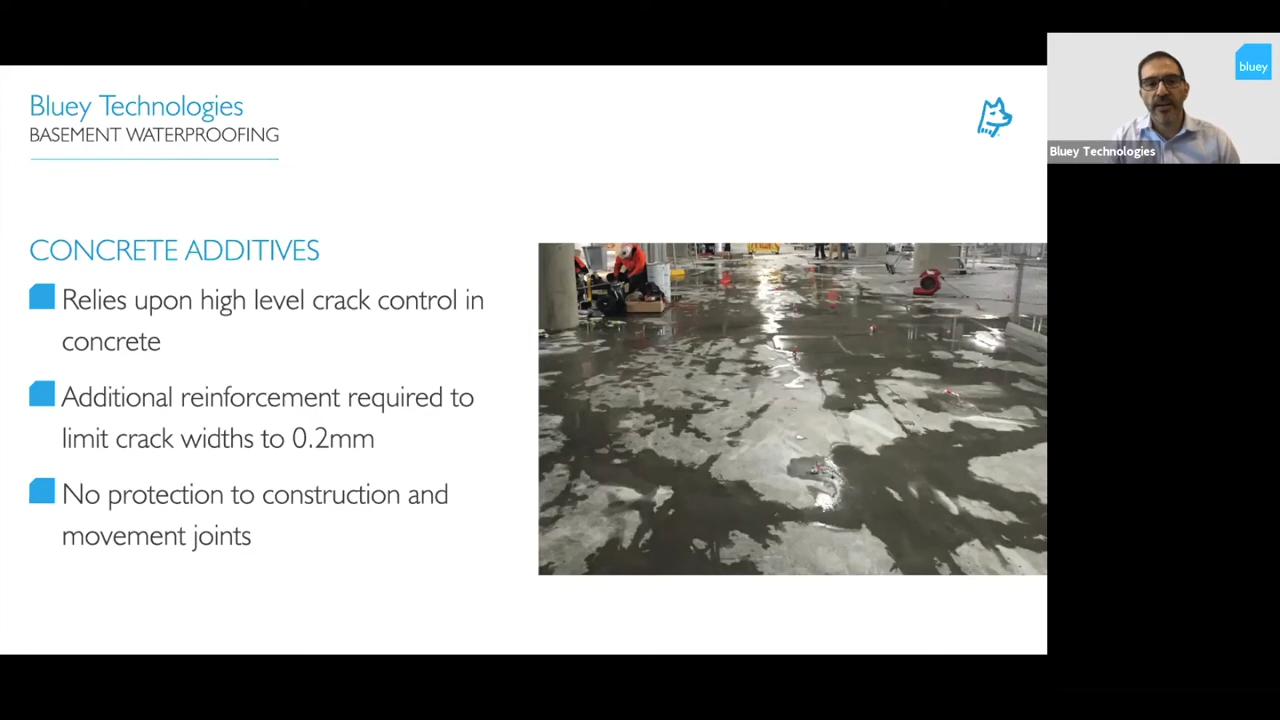 Bluey Technologies
BASEMENT WATERPROOFING
CONCRETE ADDITIVES
Relies upon high level crack control in
concrete
Additional reinforcement required to
limit crack widths to 0.2mm
No protection to construction and
movement joints
bluey
Bluey Technologies